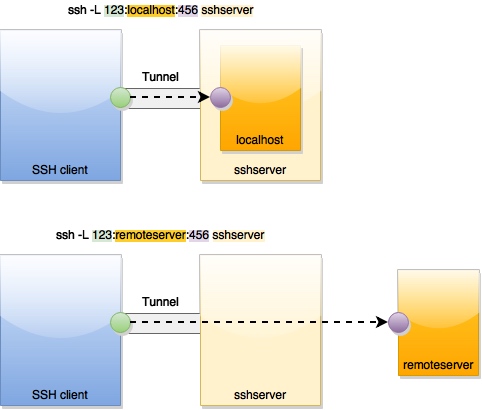 ssh -L 123:localhost:456 sshserver
Tunnel
localhost
SSH client
sshserver
ssh -L 123:remoteserver:456 sshserver
Tunnel
remoteserver
SSH client
sshserver